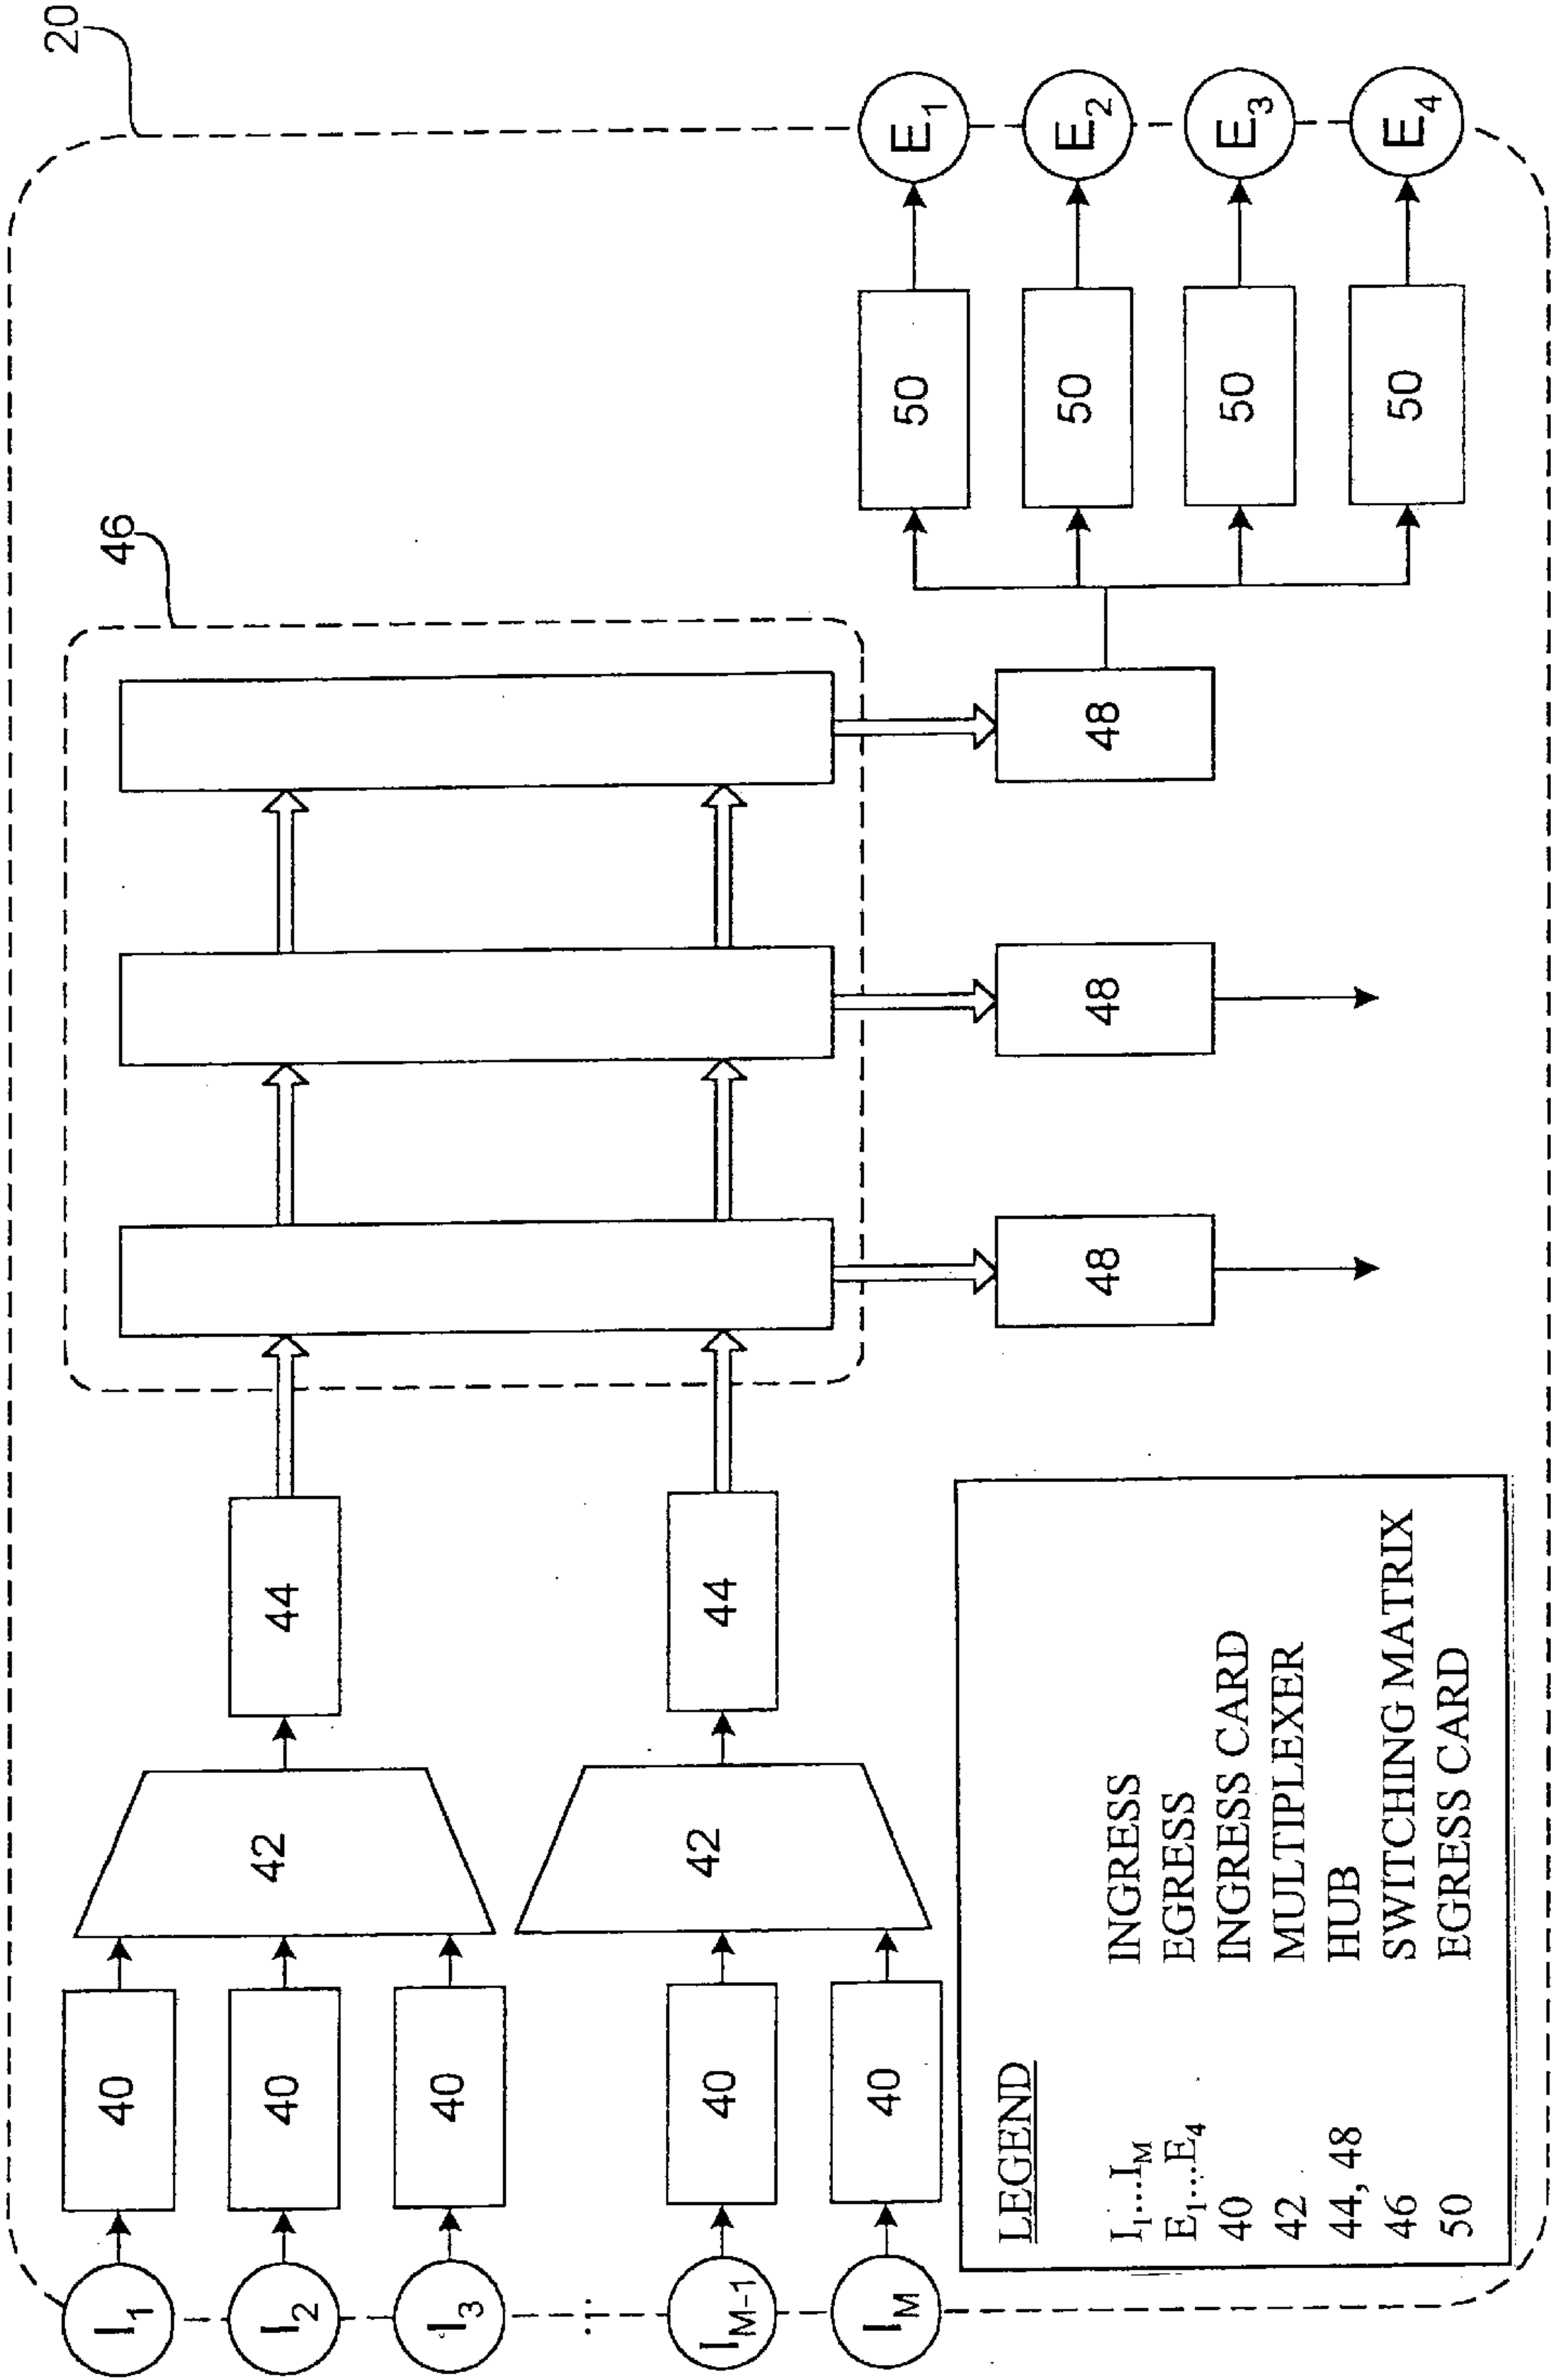 20
46
I1 40
I2 40 42 44
I3 40
...
IM-1 40 42 44
IM 40
48 48 48
50 E1
50 E2
50 E3
50 E4
LEGEND
I1...IM INGRESS
E1...E4 EGRESS
40 INGRESS CARD
42 MULTIPLEXER
44, 48 HUB
46 SWITCHING MATRIX
50 EGRESS CARD